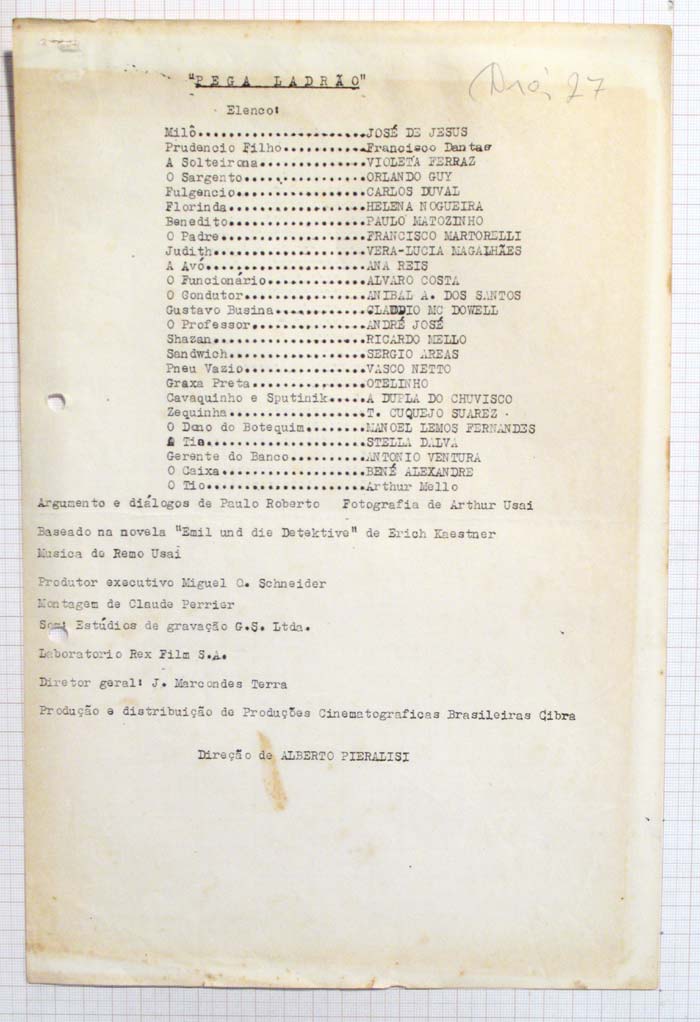 "PEGA LADRÃO"
27
Elenco:
Milô.......................JOSÉ DE JESUS
Prudencio Filho............Francisco Dantas
A Solteirona...............VIOLETA FERRAZ
O Sargento.................ORLANDO GUY
Fulgencio..................CARLOS DUVAL
Florinda...................HELENA NOGUEIRA
Benedito...................PAULO MATOZINHO
O Padre....................FRANCISCO MARTORELLI
Judith.....................VERA-LUCIA MAGALHÃES
A Avó......................ANA REIS
O Funcionário..............ALVARO COSTA
O Condutor.................ANIBAL A. DOS SANTOS
Gustavo Busina.............CLAUDIO MC DOWELL
O Professor................ANDRÉ JOSÉ
Shazan.....................RICARDO MELLO
Sandwich...................SERGIO AREAS
Pneu Vazio.................VASCO NETTO
Graxa Preta................OTELINHO
Cavaquinho e Sputinik......A DUPLA DO CHUVISCO
Zequinha...................T. CUQUEJO SUAREZ
O Dono do Botequim.........MANOEL LEMOS FERNANDES
A Tia......................STELLA DALVA
Gerente do Banco...........ANTONIO VENTURA
O Caixa....................BENÉ ALEXANDRE
O Tio......................Arthur Mello
Argumento e diálogos de Paulo Roberto Fotografia de Arthur Usai
Baseado na novela "Emil und die Detektive" de Erich Kaestner
Musica de Remo Usai
Produtor executivo Miguel O. Schneider
Montagem de Claude Perrier
Som: Estúdios de gravação G.S. Ltda.
Laboratorio Rex Film S.A.
Diretor geral: J. Marcondes Terra
Produção e distribuição de Produções Cinematograficas Brasileiras Cibra
Direção de ALBERTO PIERALISI